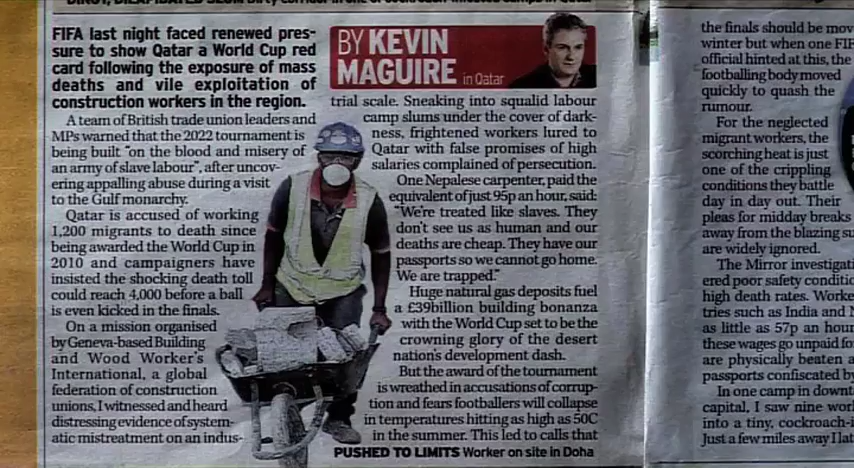 FIFA last night faced renewed pres-
sure to show Qatar a World Cup red
card following the exposure of mass
deaths and vile exploitation of
construction workers in the region.
A team of British trade union leaders and
MPs warned that the 2022 tournament is
being built "on the blood and misery of
an army of slave labour", after uncov-
ering appalling abuse during a visit
to the Gulf monarchy.
Qatar is accused of working
1,200 migrants to death since
being awarded the World Cup in
2010 and campaigners have
insisted the shocking death toll
could reach 4,000 before a ball
is even kicked in the finals.
On a mission organised
by Geneva-based Building
and Wood Worker's
International, a global
federation of construction
unions, I witnessed and heard
distressing evidence of system-
atic mistreatment on an indus-
BY KEVIN
MAGUIRE in Qatar
trial scale. Sneaking into squalid labour
camp slums under the cover of dark-
ness, frightened workers lured to
Qatar with false promises of high
salaries complained of persecution.
One Nepalese carpenter, paid the
equivalent of just 95p an hour, said:
"We're treated like slaves. They
don't see us as human and our
deaths are cheap. They have our
passports so we cannot go home.
We are trapped."
Huge natural gas deposits fuel
a £39billion building bonanza
with the World Cup set to be the
crowning glory of the desert
nation's development dash.
But the award of the tournament
is wreathed in accusations of corrup-
tion and fears footballers will collapse
in temperatures hitting as high as 50C
in the summer. This led to calls that
PUSHED TO LIMITS Worker on site in Doha
the finals should be mov
winter but when one FIF
official hinted at this, the
footballing body moved
quickly to quash the
rumour.
For the neglected
migrant workers, the
scorching heat is just
one of the crippling
conditions they battle
day in day out. Their
pleas for midday breaks
away from the blazing su
are widely ignored.
The Mirror investigati
ered poor safety conditio
high death rates. Worke
tries such as India and N
as little as 57p an hour
these wages go unpaid fo
are physically beaten a
passports confiscated by
In one camp in downt
capital, I saw nine work
into a tiny, cockroach-i
Just a few miles away I lat